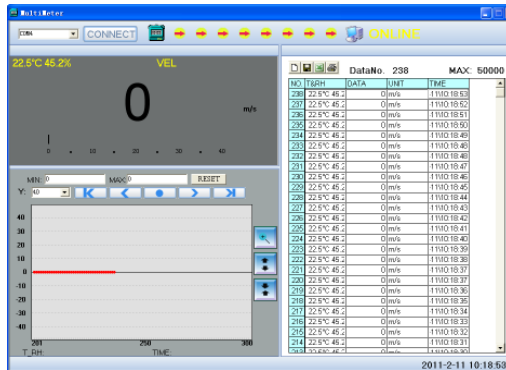 MultiMeter
COM4 CONNECT ONLINE
22.5°C 45.2% VEL
0 m/s
0 10 20 30 40
MIN: 0 MAX: 0 RESET
Y: 40
40
30
20
10
0
-10
-20
-30
-40
201 250 300
T_RH: TIME:
DataNo. 238 MAX: 50000
NO. T&RH DATA UNIT TIME
238 22.5°C 45.2 0 m/s -11\10:18:53
237 22.5°C 45.2 0 m/s -11\10:18:52
236 22.5°C 45.2 0 m/s -11\10:18:51
235 22.5°C 45.2 0 m/s -11\10:18:50
234 22.5°C 45.2 0 m/s -11\10:18:49
233 22.5°C 45.2 0 m/s -11\10:18:48
232 22.5°C 45.2 0 m/s -11\10:18:48
231 22.5°C 45.2 0 m/s -11\10:18:47
230 22.5°C 45.2 0 m/s -11\10:18:46
229 22.5°C 45.2 0 m/s -11\10:18:45
228 22.5°C 45.2 0 m/s -11\10:18:44
227 22.5°C 45.2 0 m/s -11\10:18:43
226 22.5°C 45.2 0 m/s -11\10:18:42
225 22.5°C 45.2 0 m/s -11\10:18:41
224 22.5°C 45.2 0 m/s -11\10:18:40
223 22.5°C 45.2 0 m/s -11\10:18:39
222 22.5°C 45.2 0 m/s -11\10:18:38
221 22.5°C 45.2 0 m/s -11\10:18:37
220 22.5°C 45.2 0 m/s -11\10:18:37
219 22.5°C 45.2 0 m/s -11\10:18:36
218 22.5°C 45.2 0 m/s -11\10:18:35
217 22.5°C 45.2 0 m/s -11\10:18:34
216 22.5°C 45.2 0 m/s -11\10:18:33
215 22.5°C 45.2 0 m/s -11\10:18:32
214 22.5°C 45.2 0 m/s -11\10:18:31
2011-2-11 10:18:53